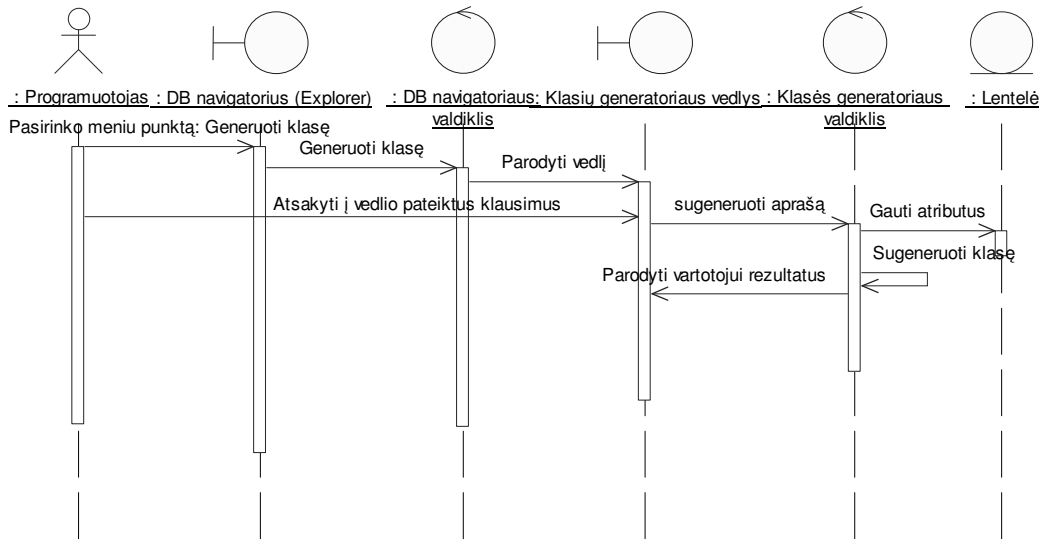 : Programuotojas
: DB navigatorius (Explorer)
: DB navigatoriaus
valdiklis
: Klasių generatoriaus vedlys
: Klasės generatoriaus
valdiklis
: Lentelė
Pasirinko meniu punktą: Generuoti klasę
Generuoti klasę
Parodyti vedlį
Atsakyti į vedlio pateiktus klausimus
sugeneruoti aprašą
Gauti atributus
Sugeneruoti klasę
Parodyti vartotojui rezultatus